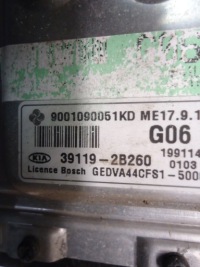 9001090051KD ME17.9.1
G06
199114
KIA 39119-2B260 0103
Licence Bosch GEDVA44CFS1-500